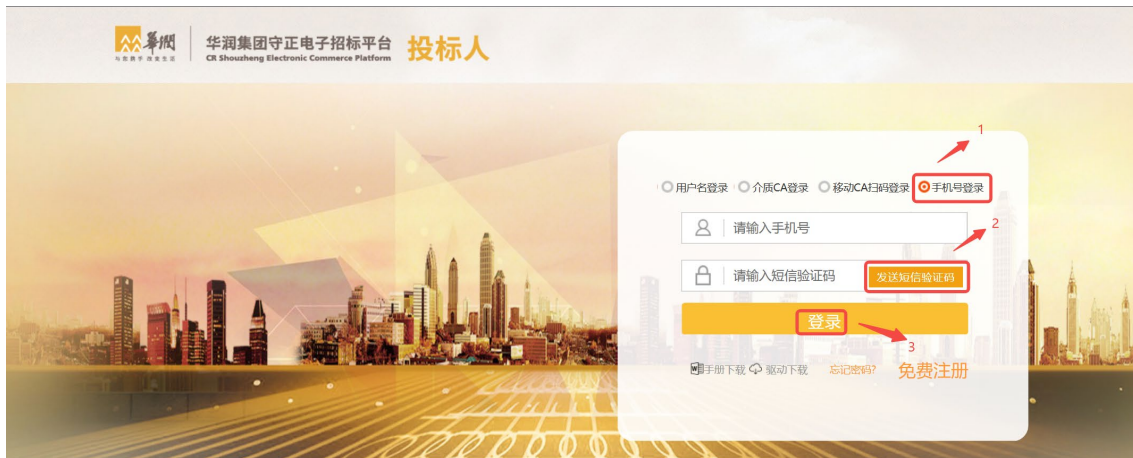 华润
与您携手 改变生活
华润集团守正电子招标平台
CR Shouzheng Electronic Commerce Platform
投标人
1
用户名登录 介质CA登录 移动CA扫码登录 手机号登录
2
请输入手机号
请输入短信验证码 发送短信验证码
登录
3
手册下载 驱动下载 忘记密码? 免费注册